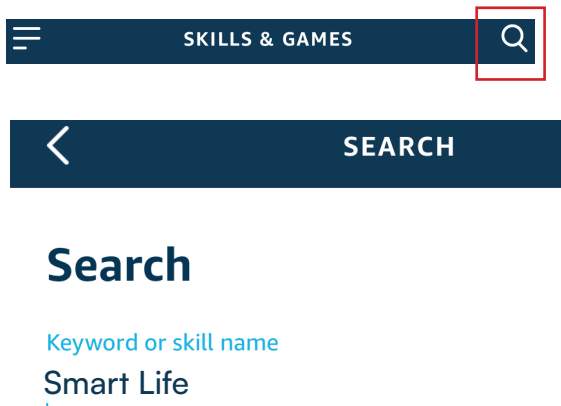 SKILLS & GAMES
SEARCH
Search
Keyword or skill name
Smart Life